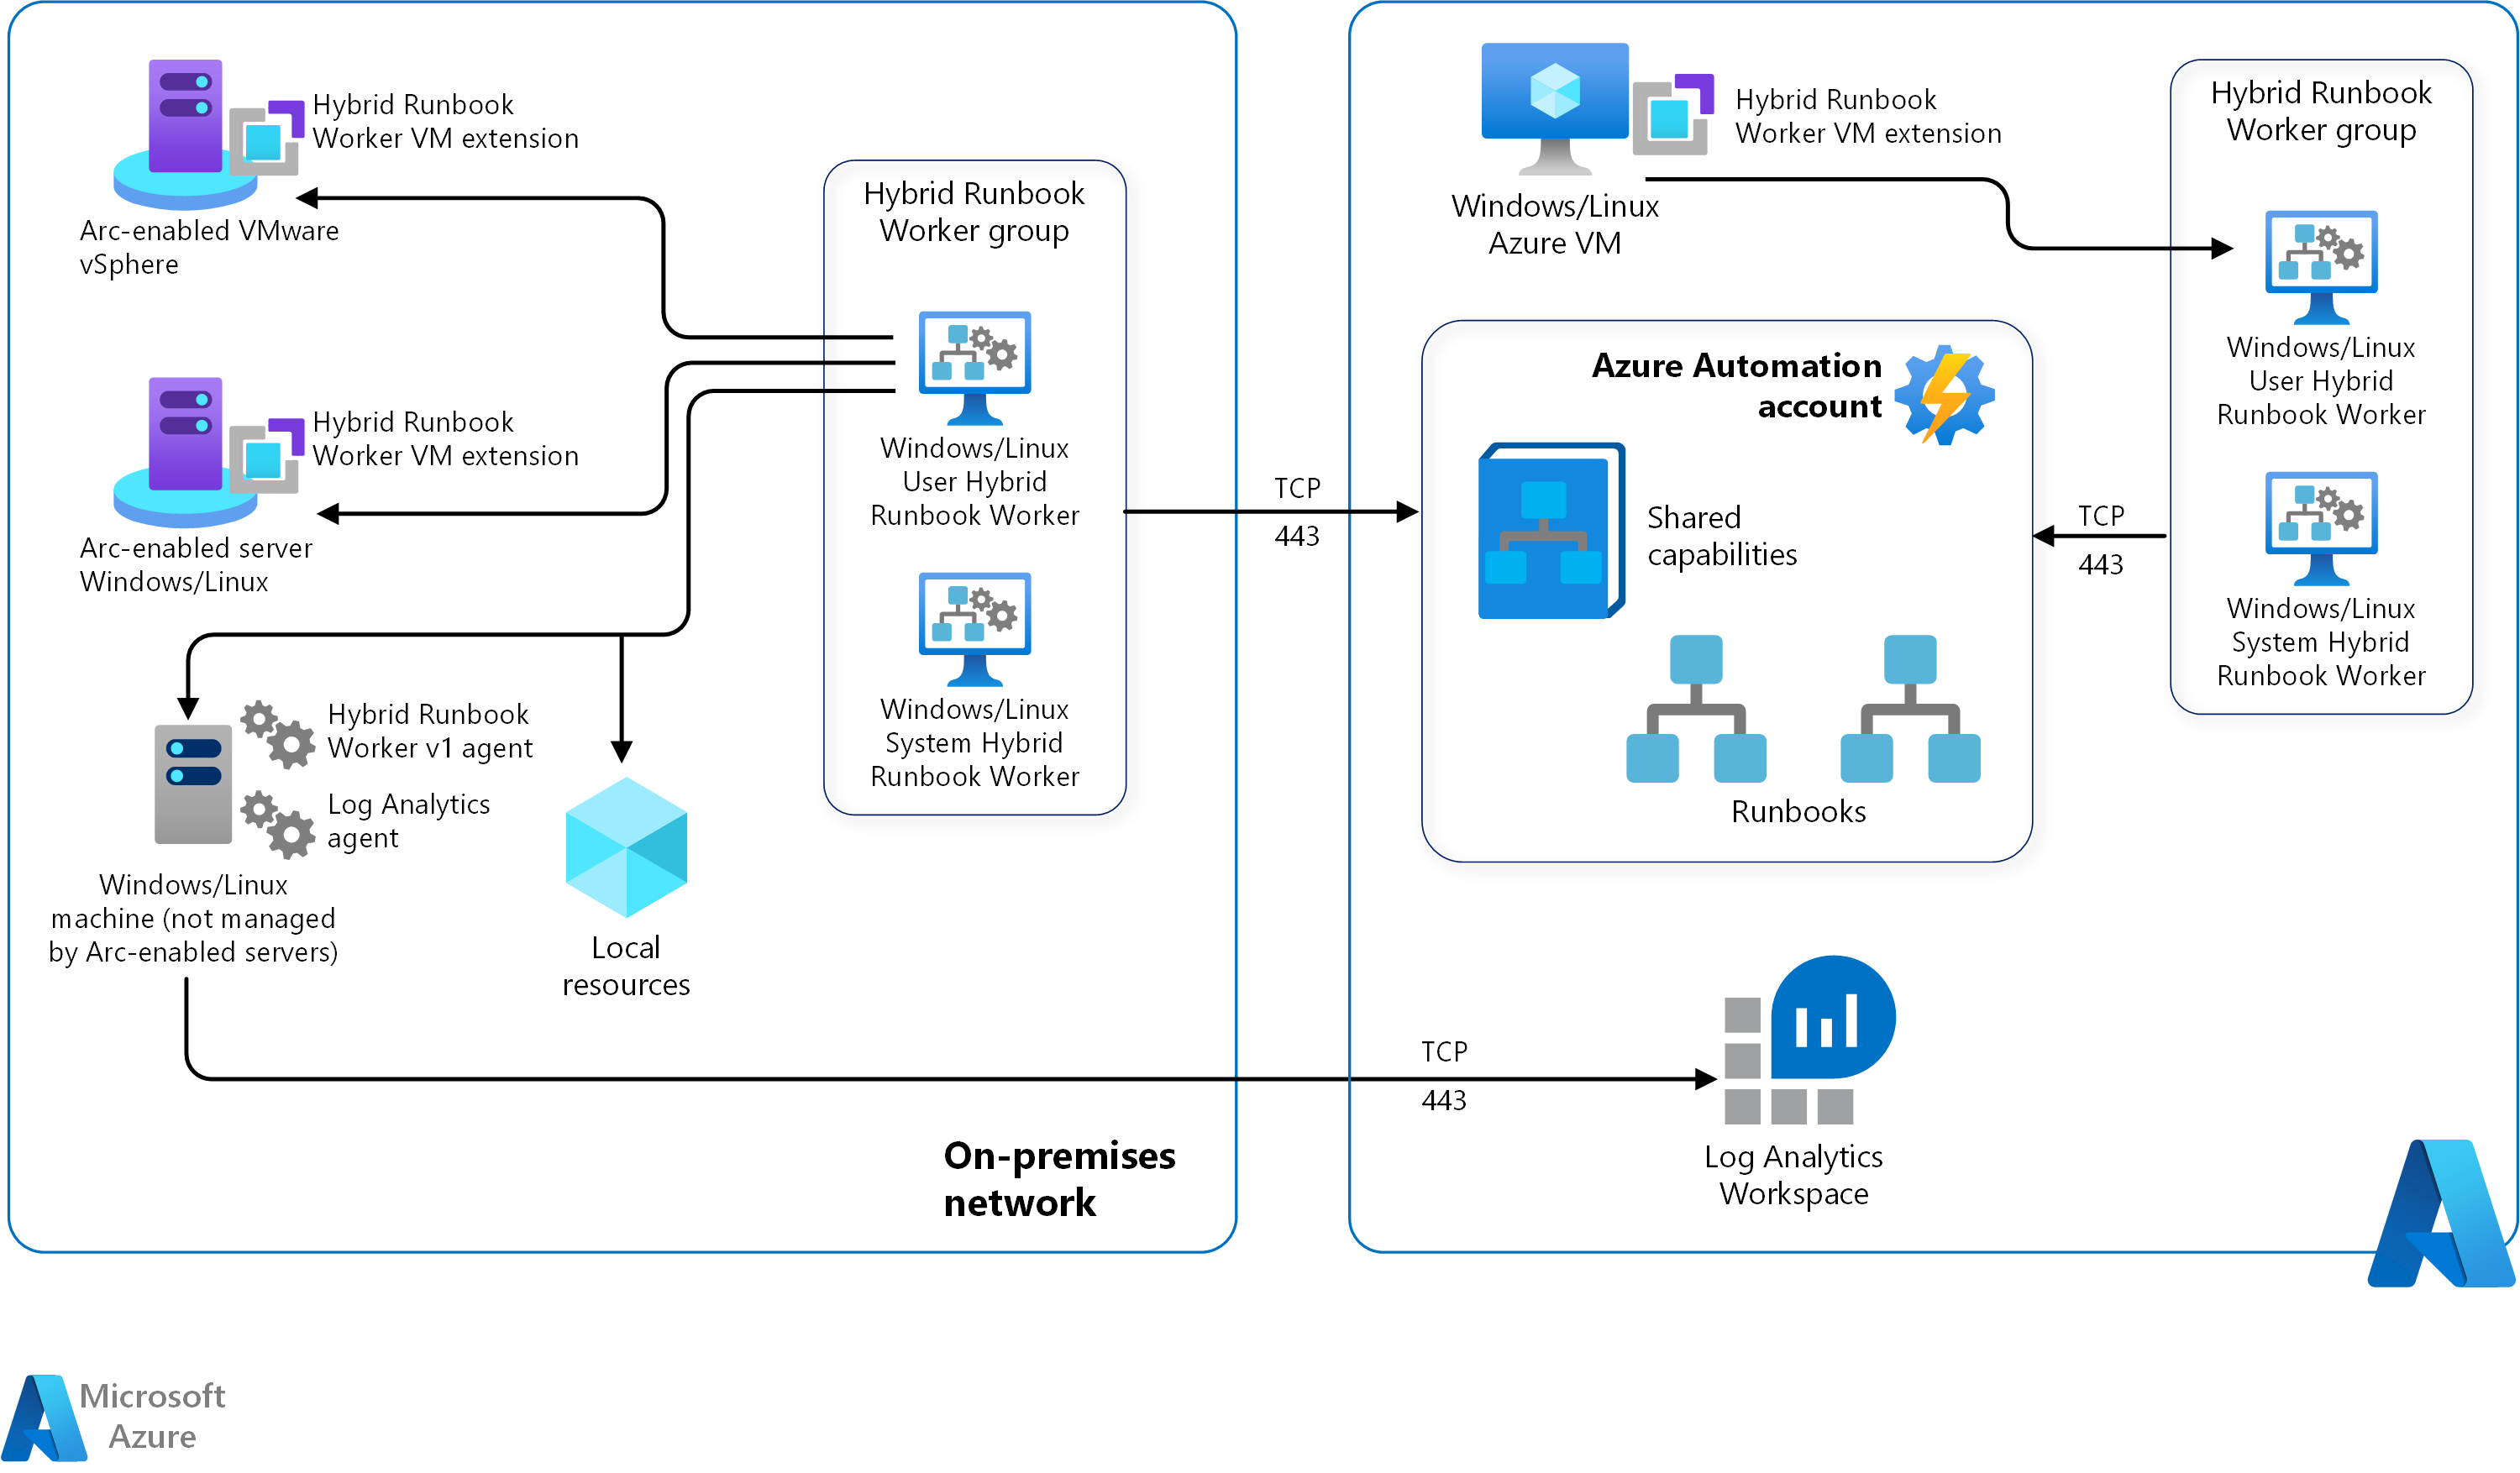 Hybrid Runbook
Worker VM extension
Arc-enabled VMware
vSphere
Hybrid Runbook
Worker VM extension
Arc-enabled server
Windows/Linux
Hybrid Runbook
Worker v1 agent
Log Analytics
agent
Windows/Linux
machine (not managed
by Arc-enabled servers)
Local
resources
Hybrid Runbook
Worker group
Windows/Linux
User Hybrid
Runbook Worker
Windows/Linux
System Hybrid
Runbook Worker
On-premises
network
TCP
443
TCP
443
Hybrid Runbook
Worker VM extension
Windows/Linux
Azure VM
Azure Automation
account
Shared
capabilities
Runbooks
TCP
443
Hybrid Runbook
Worker group
Windows/Linux
User Hybrid
Runbook Worker
Windows/Linux
System Hybrid
Runbook Worker
Log Analytics
Workspace
Microsoft
Azure